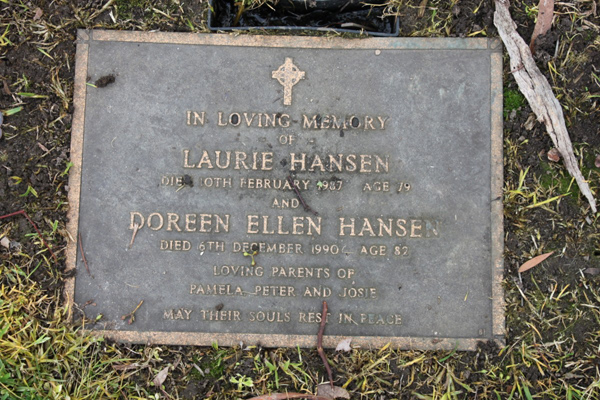 IN LOVING MEMORY
OF
LAURIE HANSEN
DIED 10TH FEBRUARY 1987 AGE 79
AND
DOREEN ELLEN HANSEN
DIED 6TH DECEMBER 1990 AGE 82
LOVING PARENTS OF
PAMELA, PETER AND JOSIE
MAY THEIR SOULS REST IN PEACE